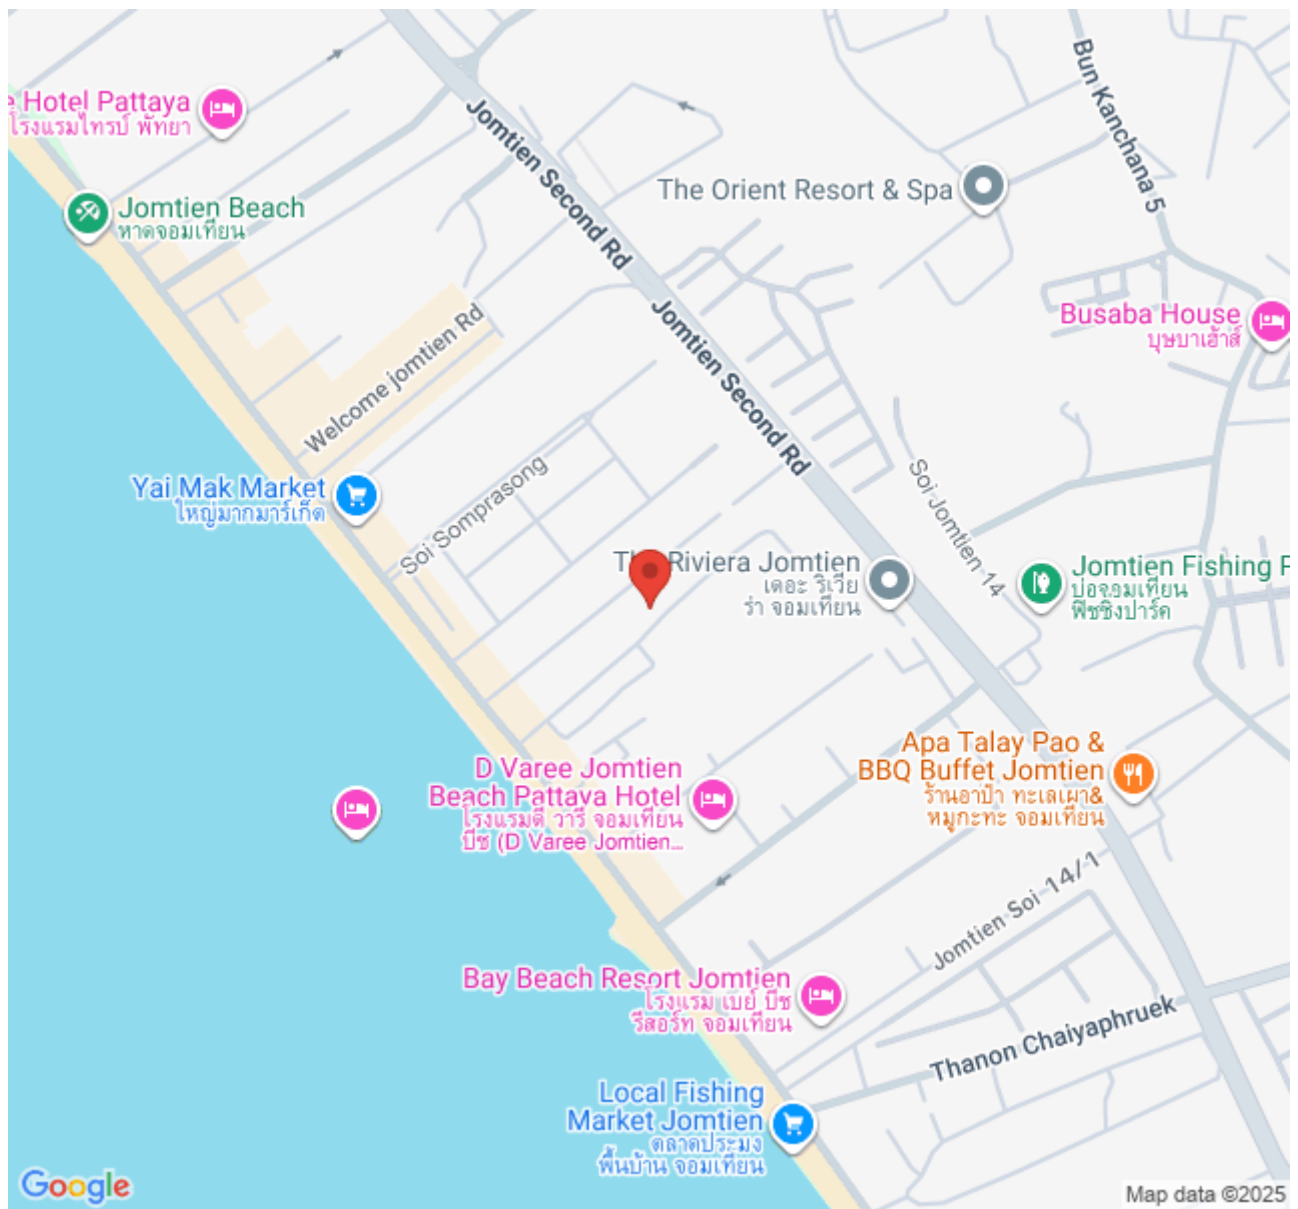 e Hotel Pattaya
โรงแรมไทรป์ พัทยา
Bun Kanchana 5
Jomtien Second Rd
The Orient Resort & Spa
Jomtien Beach
หาดจอมเทียน
Busaba House
บุษบาเฮ้าส์
Welcome jomtien Rd
Jomtien Second Rd
Yai Mak Market
ใหญ่มากมาร์เก็ต
Soi Somprasong
Soi Jomtien 14
Riviera Jomtien
เดอะ ริเวีย
ร่า จอมเทียน
Jomtien Fishing P
บ่อจอมเทียน
ฟิชชิงปาร์ค
D Varee Jomtien
Beach Pattaya Hotel
โรงแรมดี วารี จอมเทียน
บีช (D Varee Jomtien...
Apa Talay Pao &
BBQ Buffet Jomtien
ร้านอาป๋า ทะเลเผา&
หมูกะทะ จอมเทียน
Jomtien Soi 14/1
Bay Beach Resort Jomtien
โรงแรม เบย์ บีช
รีสอร์ท จอมเทียน
Thanon Chaiyaphruek
Local Fishing
Market Jomtien
ตลาดประมง
พื้นบ้าน จอมเทียน
Google
Map data ©2025